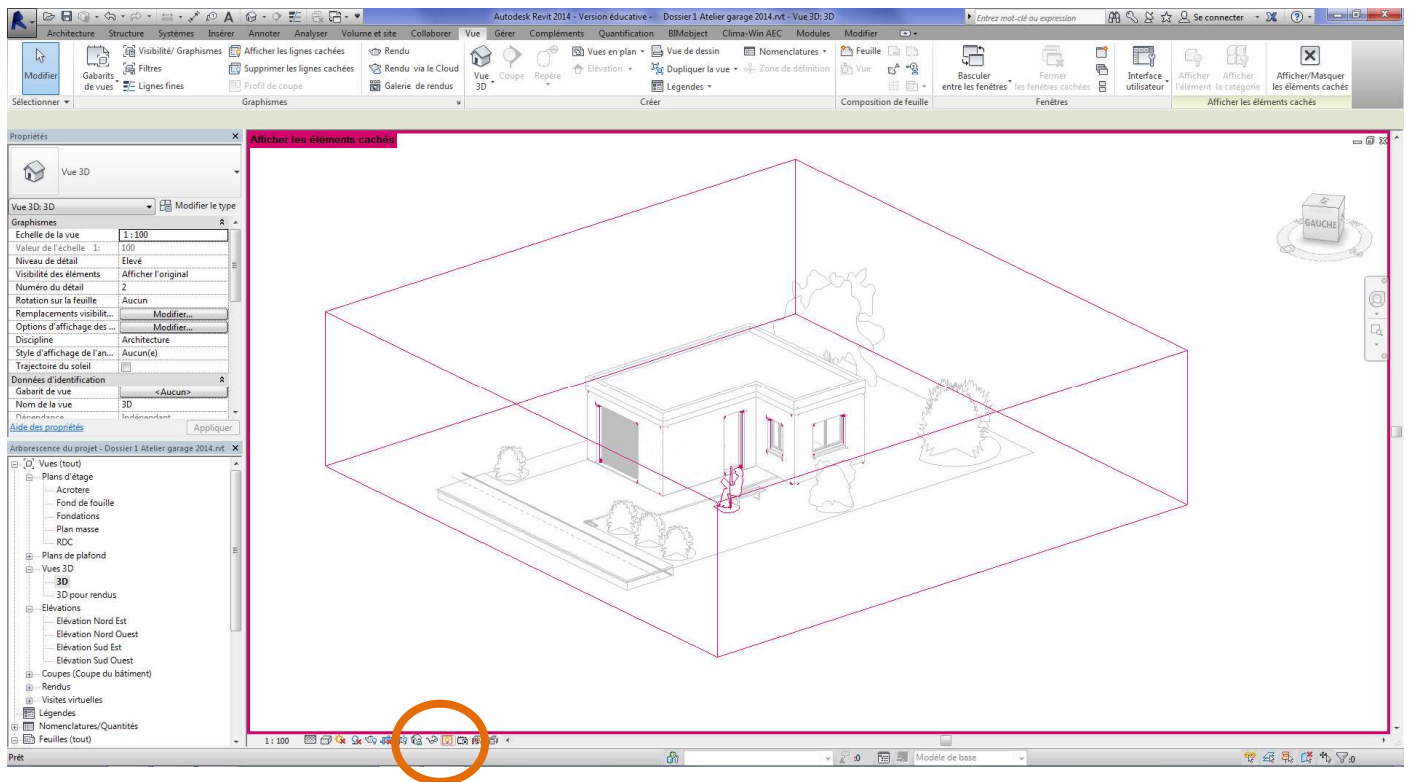 Autodesk Revit 2014 - Version éducative - Dossier 1 Atelier garage 2014.rvt - Vue 3D: 3D
Entrez mot-clé ou expression
Se connecter
Architecture Structure Systèmes Insérer Annoter Analyser Volume et site Collaborer Vue Gérer Compléments Quantification BIMobject Clima-Win AEC Modules Modifier
Modifier
Gabarits de vues
Visibilité/ Graphismes
Filtres
Lignes fines
Afficher les lignes cachées
Supprimer les lignes cachées
Profil de coupe
Rendu
Rendu via le Cloud
Galerie de rendus
Vue 3D
Coupe
Repère
Vues en plan
Elévation
Vue de dessin
Dupliquer la vue
Légendes
Nomenclatures
Zone de définition
Feuille
Vue
Basculer entre les fenêtres
Fermer les fenêtres cachées
Interface utilisateur
Afficher l'élément
Afficher la catégorie
Afficher/Masquer les éléments cachés
Sélectionner
Graphismes
Créer
Composition de feuille
Fenêtres
Afficher les éléments cachés
Propriétés
Vue 3D
Vue 3D: 3D
Modifier le type
Graphismes
Echelle de la vue 1 : 100
Valeur de l'échelle 1: 100
Niveau de détail Elevé
Visibilité des éléments Afficher l'original
Numéro du détail 2
Rotation sur la feuille Aucun
Remplacements visibilit... Modifier...
Options d'affichage des ... Modifier...
Discipline Architecture
Style d'affichage de l'an... Aucun(e)
Trajectoire du soleil
Données d'identification
Gabarit de vue <Aucun>
Nom de la vue 3D
Dépendance Indépendant
Aide des propriétés
Appliquer
Arborescence du projet - Dossier 1 Atelier garage 2014.rvt
Vues (tout)
Plans d'étage
Acrotere
Fond de fouille
Fondations
Plan masse
RDC
Plans de plafond
Vues 3D
3D
3D pour rendus
Elévations
Elévation Nord Est
Elévation Nord Ouest
Elévation Sud Est
Elévation Sud Ouest
Coupes (Coupe du bâtiment)
Rendus
Visites virtuelles
Légendes
Nomenclatures/Quantités
Feuilles (tout)
Afficher les éléments cachés
GAUCHE
1 : 100
Prêt
:0
Modèle de base
:0